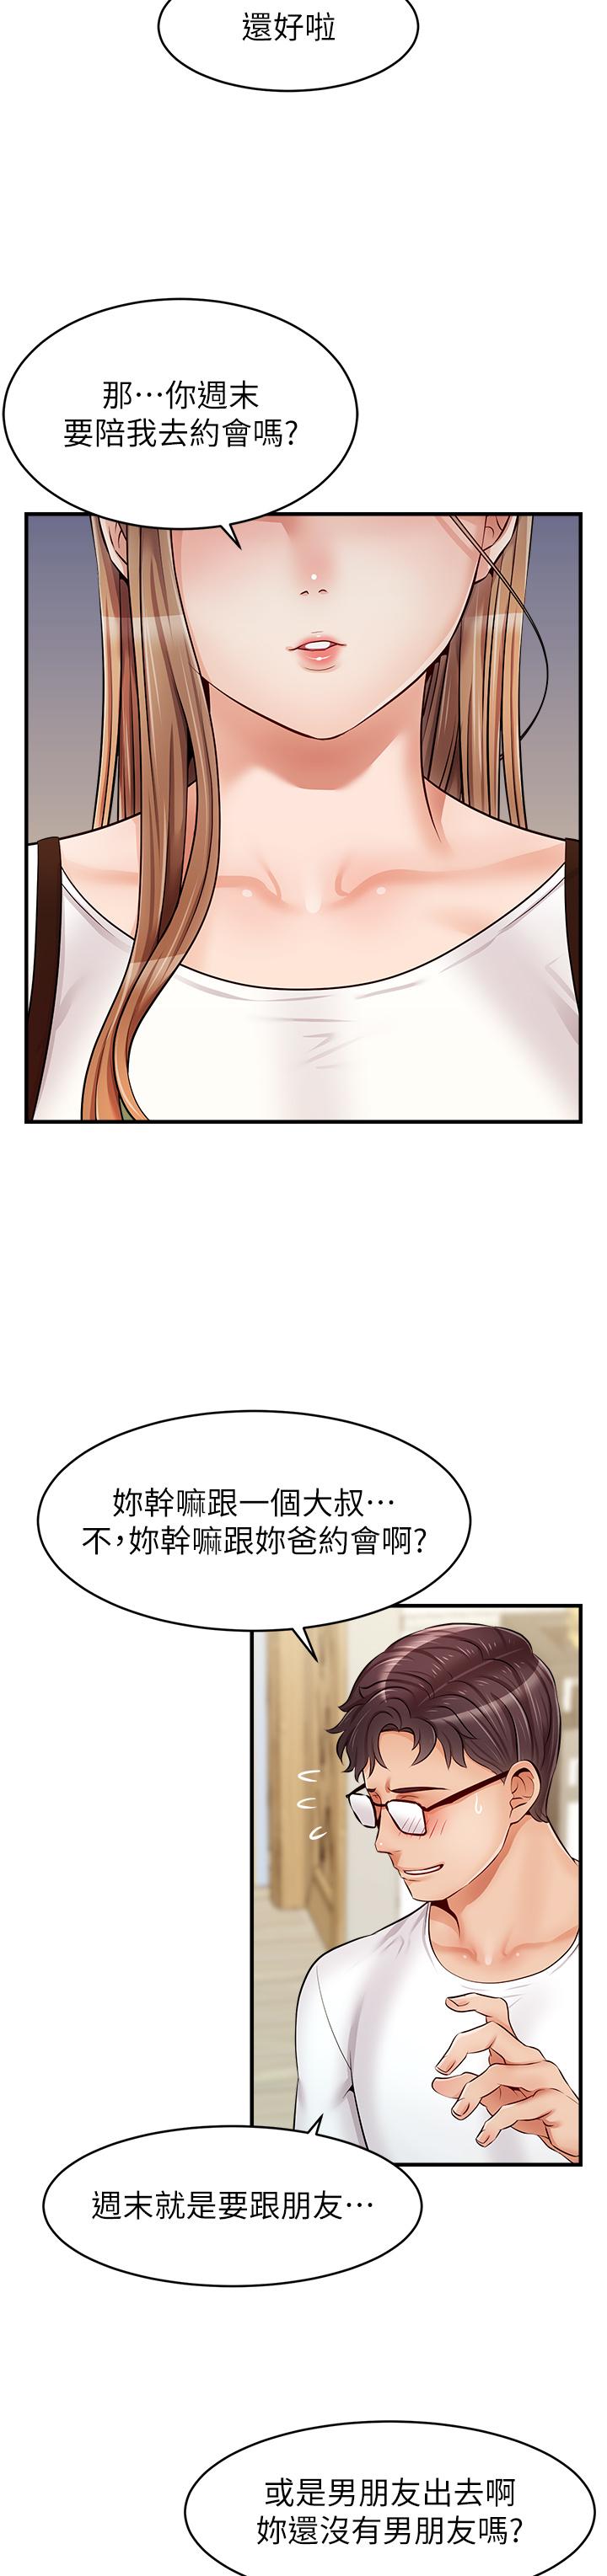 還好啦
那⋯你週末
要陪我去約會嗎?
妳幹嘛跟一個大叔⋯
不,妳幹嘛跟妳爸約會啊?
週末就是要跟朋友⋯
或是男朋友出去啊
妳還沒有男朋友嗎?